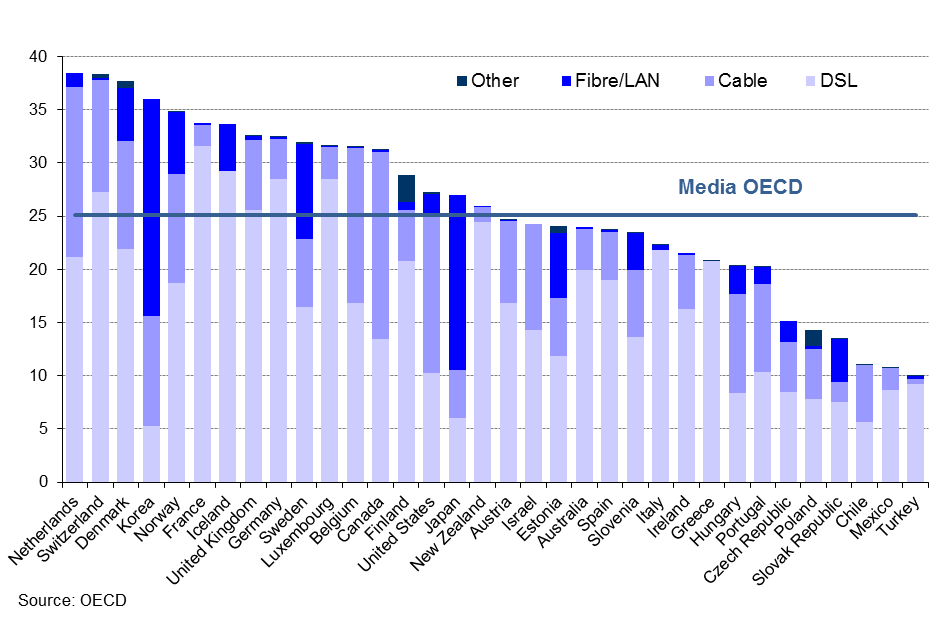 40
35
30
25
20
15
10
5
0
Other Fibre/LAN Cable DSL
Media OECD
Netherlands
Switzerland
Denmark
Korea
Norway
France
Iceland
United Kingdom
Germany
Sweden
Luxembourg
Belgium
Canada
Finland
United States
Japan
New Zealand
Austria
Israel
Estonia
Australia
Spain
Slovenia
Italy
Ireland
Greece
Hungary
Portugal
Czech Republic
Poland
Slovak Republic
Chile
Mexico
Turkey
Source: OECD